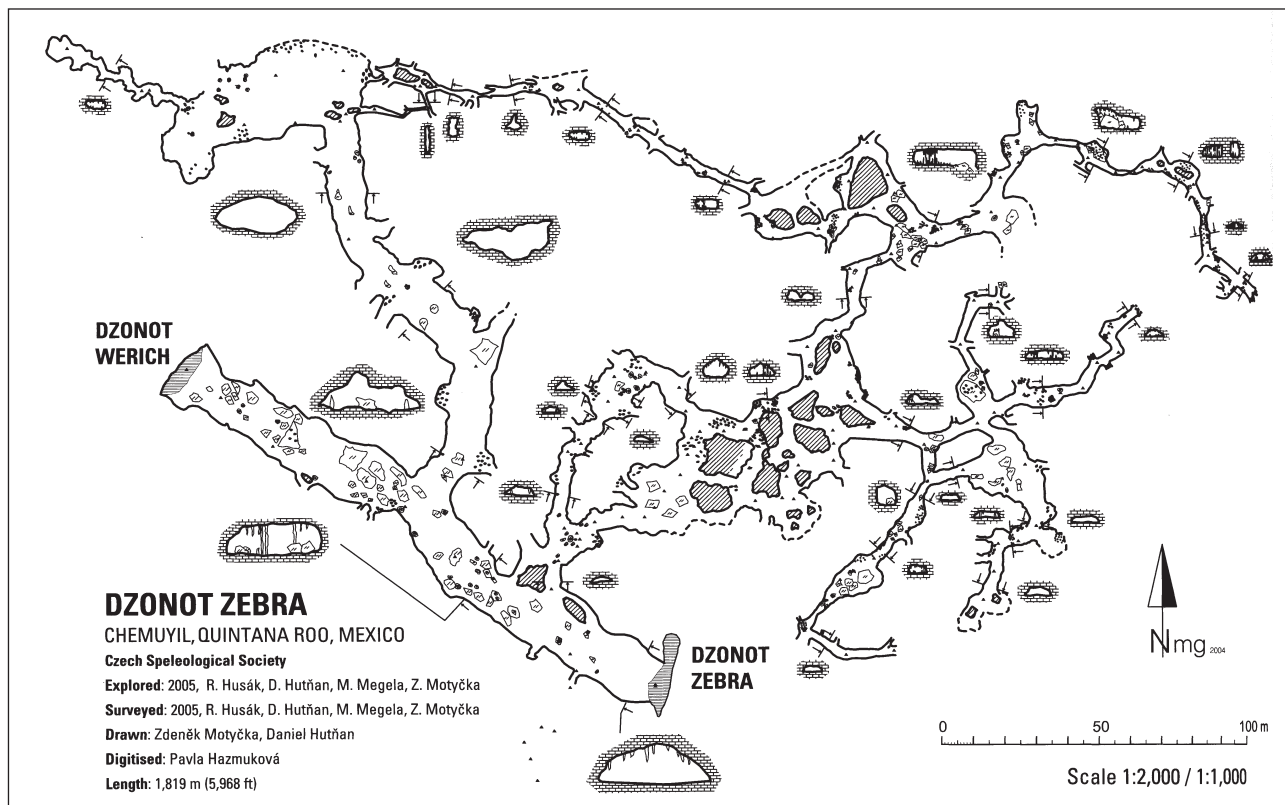 DZONOT
WERICH
DZONOT ZEBRA
CHEMUYIL, QUINTANA ROO, MEXICO
Czech Speleological Society
Explored: 2005, R. Husák, D. Hutňan, M. Megela, Z. Motyčka
Surveyed: 2005, R. Husák, D. Hutňan, M. Megela, Z. Motyčka
Drawn: Zdeněk Motyčka, Daniel Hutňan
Digitised: Pavla Hazmuková
Length: 1,819 m (5,968 ft)
DZONOT
ZEBRA
Nmg 2004
0 50 100 m
Scale 1:2,000 / 1:1,000